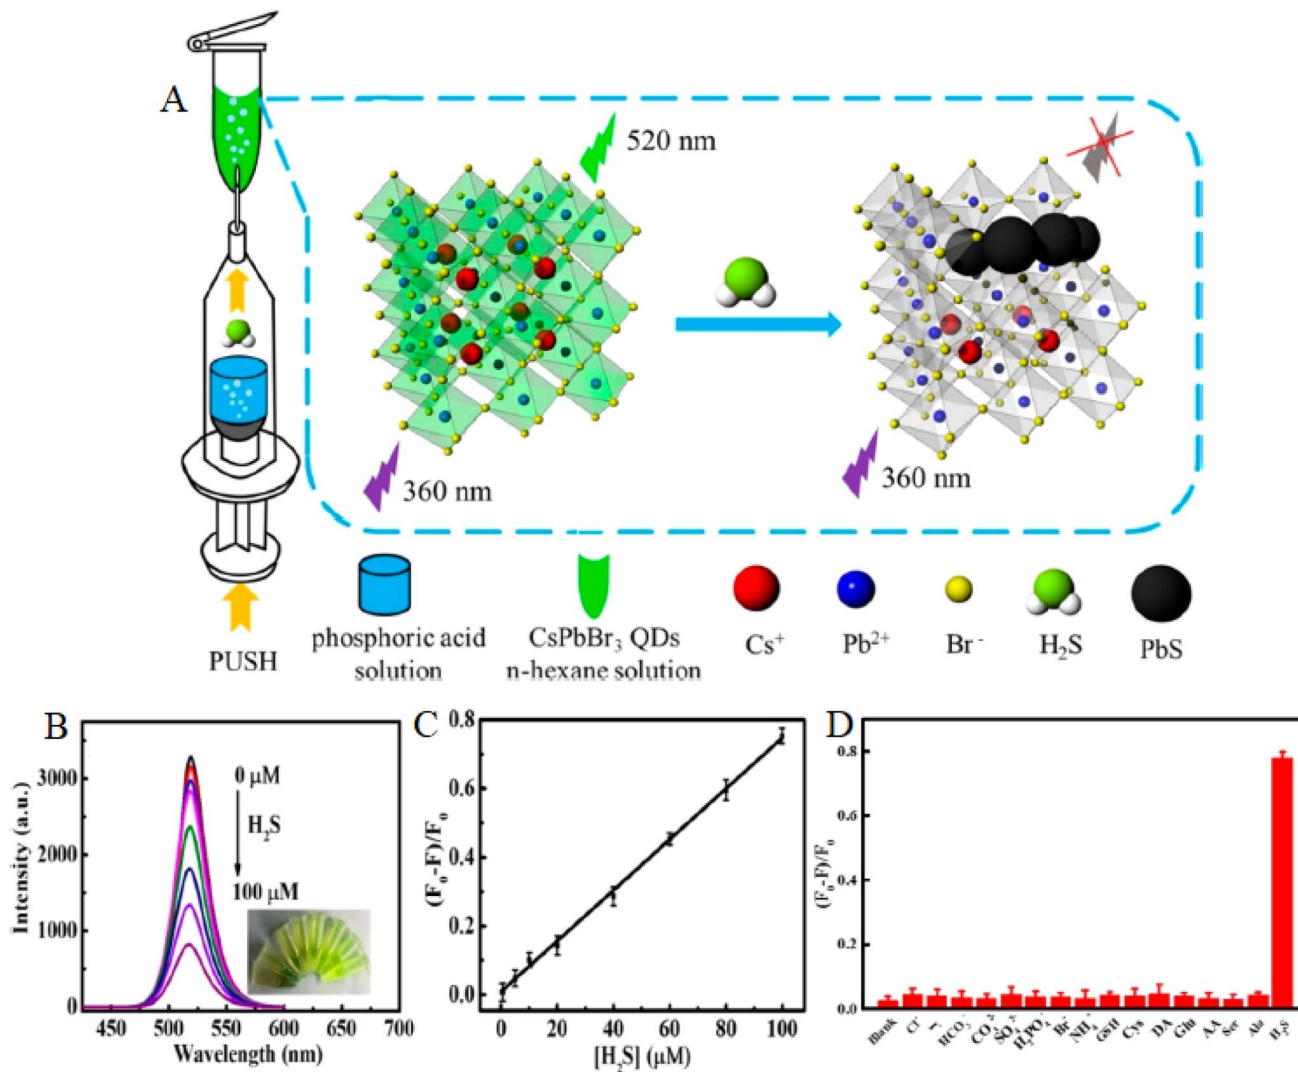 A
520 nm
360 nm
360 nm
PUSH
phosphoric acid
solution
CsPbBr₃ QDs
n-hexane solution
Cs⁺
Pb²⁺
Br⁻
H₂S
PbS
B
Intensity (a.u.)
3000
2000
1000
0
0 μM
H₂S
100 μM
450 500 550 600 650 700
Wavelength (nm)
C
(F₀-F)/F₀
0.8
0.6
0.4
0.2
0.0
0 20 40 60 80 100
[H₂S] (μM)
D
(F₀-F)/F₀
0.8
0.4
0.2
0.0
Blank Cl⁻ I⁻ HCO₃⁻ CO₃²⁻ SO₄²⁻ H₂PO₄⁻ Br⁻ NH₄⁺ GSH Cys DA Glu AA Ser Ala H₂S